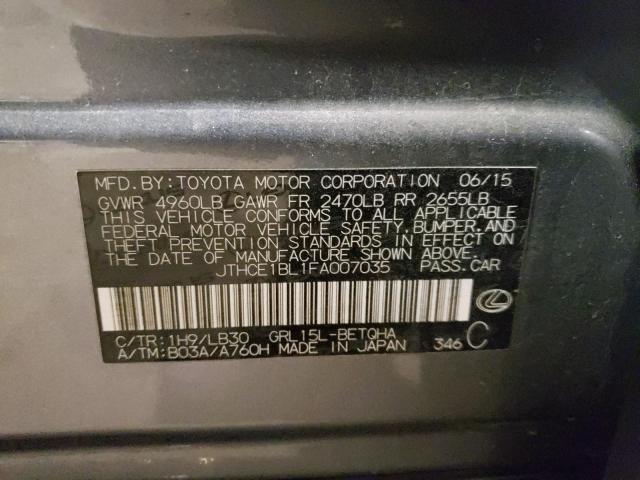 MFD.BY:TOYOTA MOTOR CORPORATION 06/15
GVWR 4960LB GAWR FR 2470LB RR 2655LB
THIS VEHICLE CONFORMS TO ALL APPLICABLE
FEDERAL MOTOR VEHICLE SAFETY,BUMPER,AND
THEFT PREVENTION STANDARDS IN EFFECT ON
THE DATE OF MANUFACTURE SHOWN ABOVE.
JTHCE1BL1FA007035 PASS.CAR
C/TR:1H9/LB30 GRL15L-BETQHA
A/TM:B03A/A760H MADE IN JAPAN 346 C